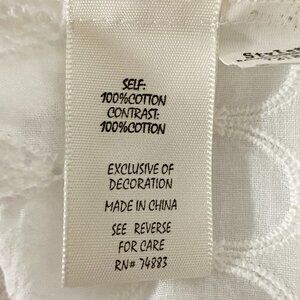 SELF:
100%COTTON
CONTRAST:
100%COTTON
EXCLUSIVE OF
DECORATION
MADE IN CHINA
SEE REVERSE
FOR CARE
RN# 74883